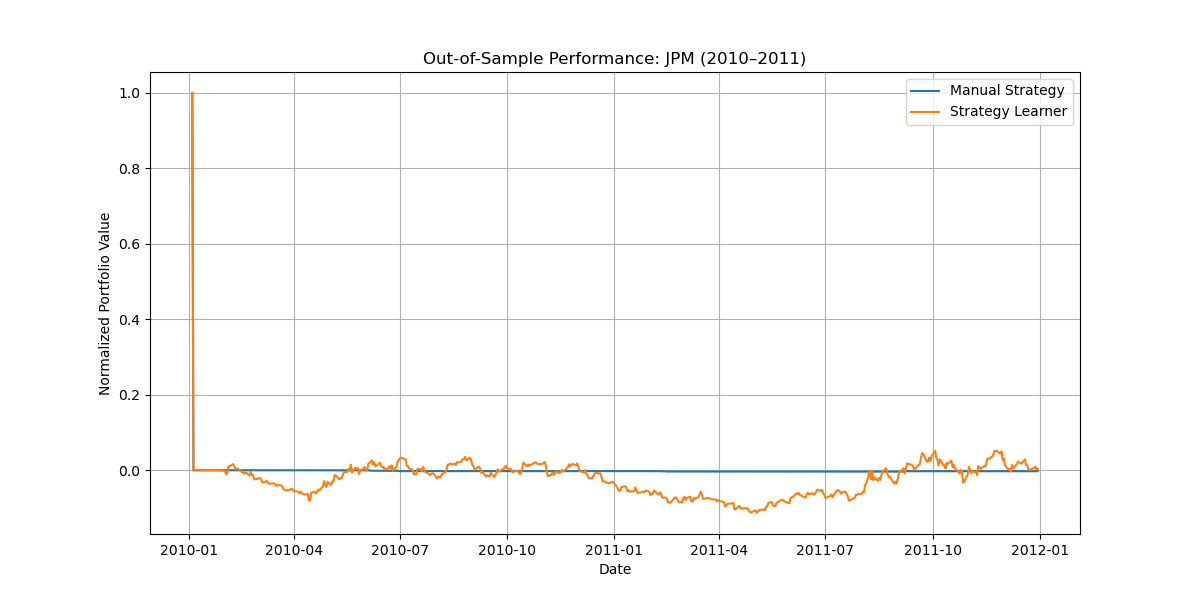 Out-of-Sample Performance: JPM (2010–2011)
Manual Strategy
Strategy Learner
Normalized Portfolio Value
1.0
0.8
0.6
0.4
0.2
0.0
2010-01 2010-04 2010-07 2010-10 2011-01 2011-04 2011-07 2011-10 2012-01
Date